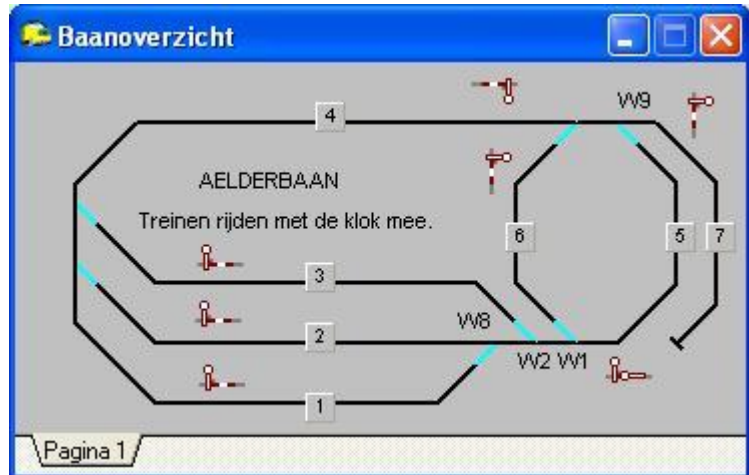 Baanoverzicht
4
W9
AELDERBAAN
Treinen rijden met de klok mee.
6
5
7
3
W8
2
W2 W1
1
Pagina 1